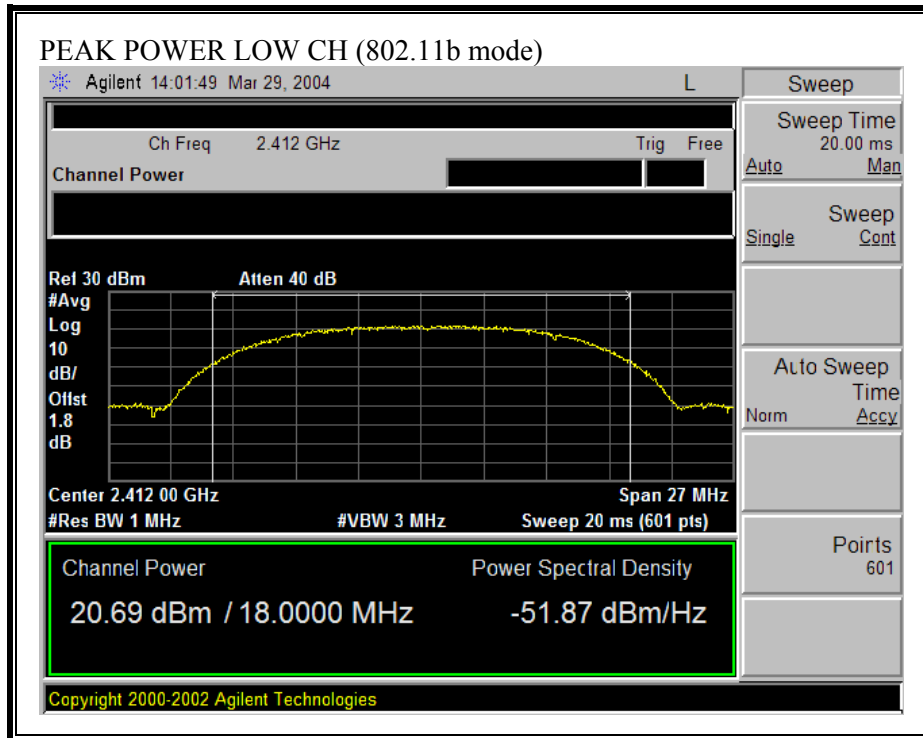 PEAK POWER LOW CH (802.11b mode)
Agilent 14:01:49 Mar 29, 2004 L
Ch Freq 2.412 GHz Trig Free
Channel Power
Ref 30 dBm Atten 40 dB
#Avg
Log
10
dB/
Offst
1.8
dB
Center 2.412 00 GHz Span 27 MHz
#Res BW 1 MHz #VBW 3 MHz Sweep 20 ms (601 pts)
Channel Power Power Spectral Density
20.69 dBm / 18.0000 MHz -51.87 dBm/Hz
Copyright 2000-2002 Agilent Technologies
Sweep
Sweep Time
20.00 ms
Auto Man
Sweep
Single Cont
Auto Sweep
Time
Norm Accy
Points
601